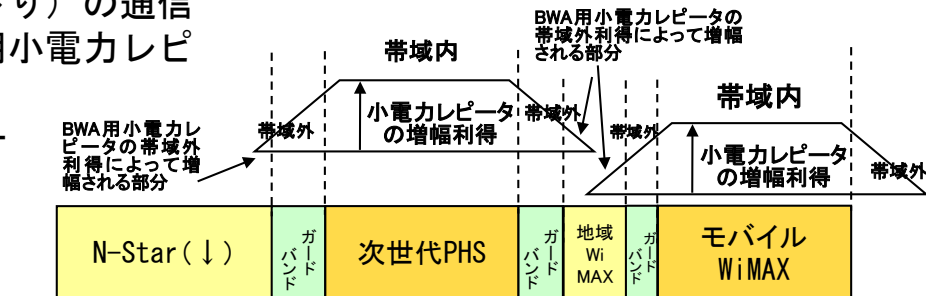 り）の通信
用小電力レピ
BWA用小電力レピータの
帯域外利得によって増幅
される部分
帯域内
帯域内
小電力レピータ
の増幅利得
帯域外
帯域外
帯域外
BWA用小電力レ
ピータの帯域外
利得によって増
幅される部分
小電力レピータ
の増幅利得
帯域外
N-Star(↓)
ガード
バンド
次世代PHS
ガード
バンド
地域
Wi
MAX
ガード
バンド
モバイル
WiMAX